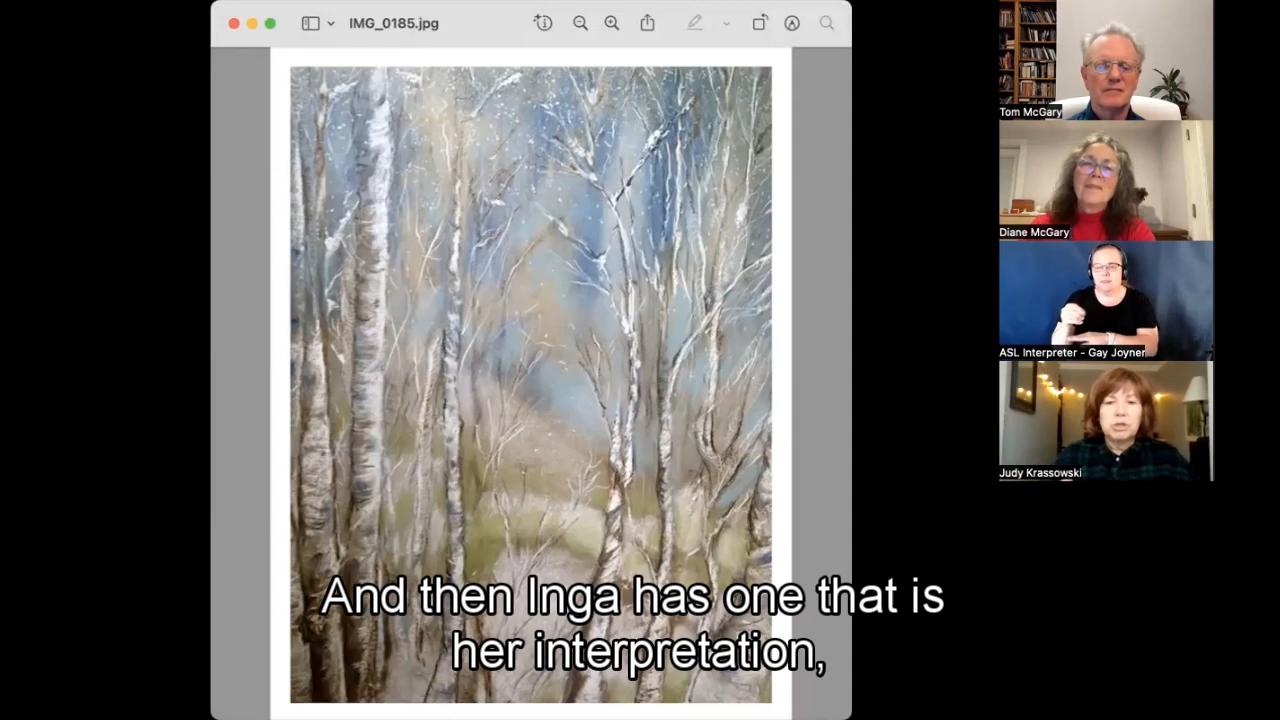 IMG_0185.jpg
Tom McGary
Diane McGary
ASL Interpreter - Gay Joyner
Judy Krassowski
And then Inga has one that is
her interpretation,